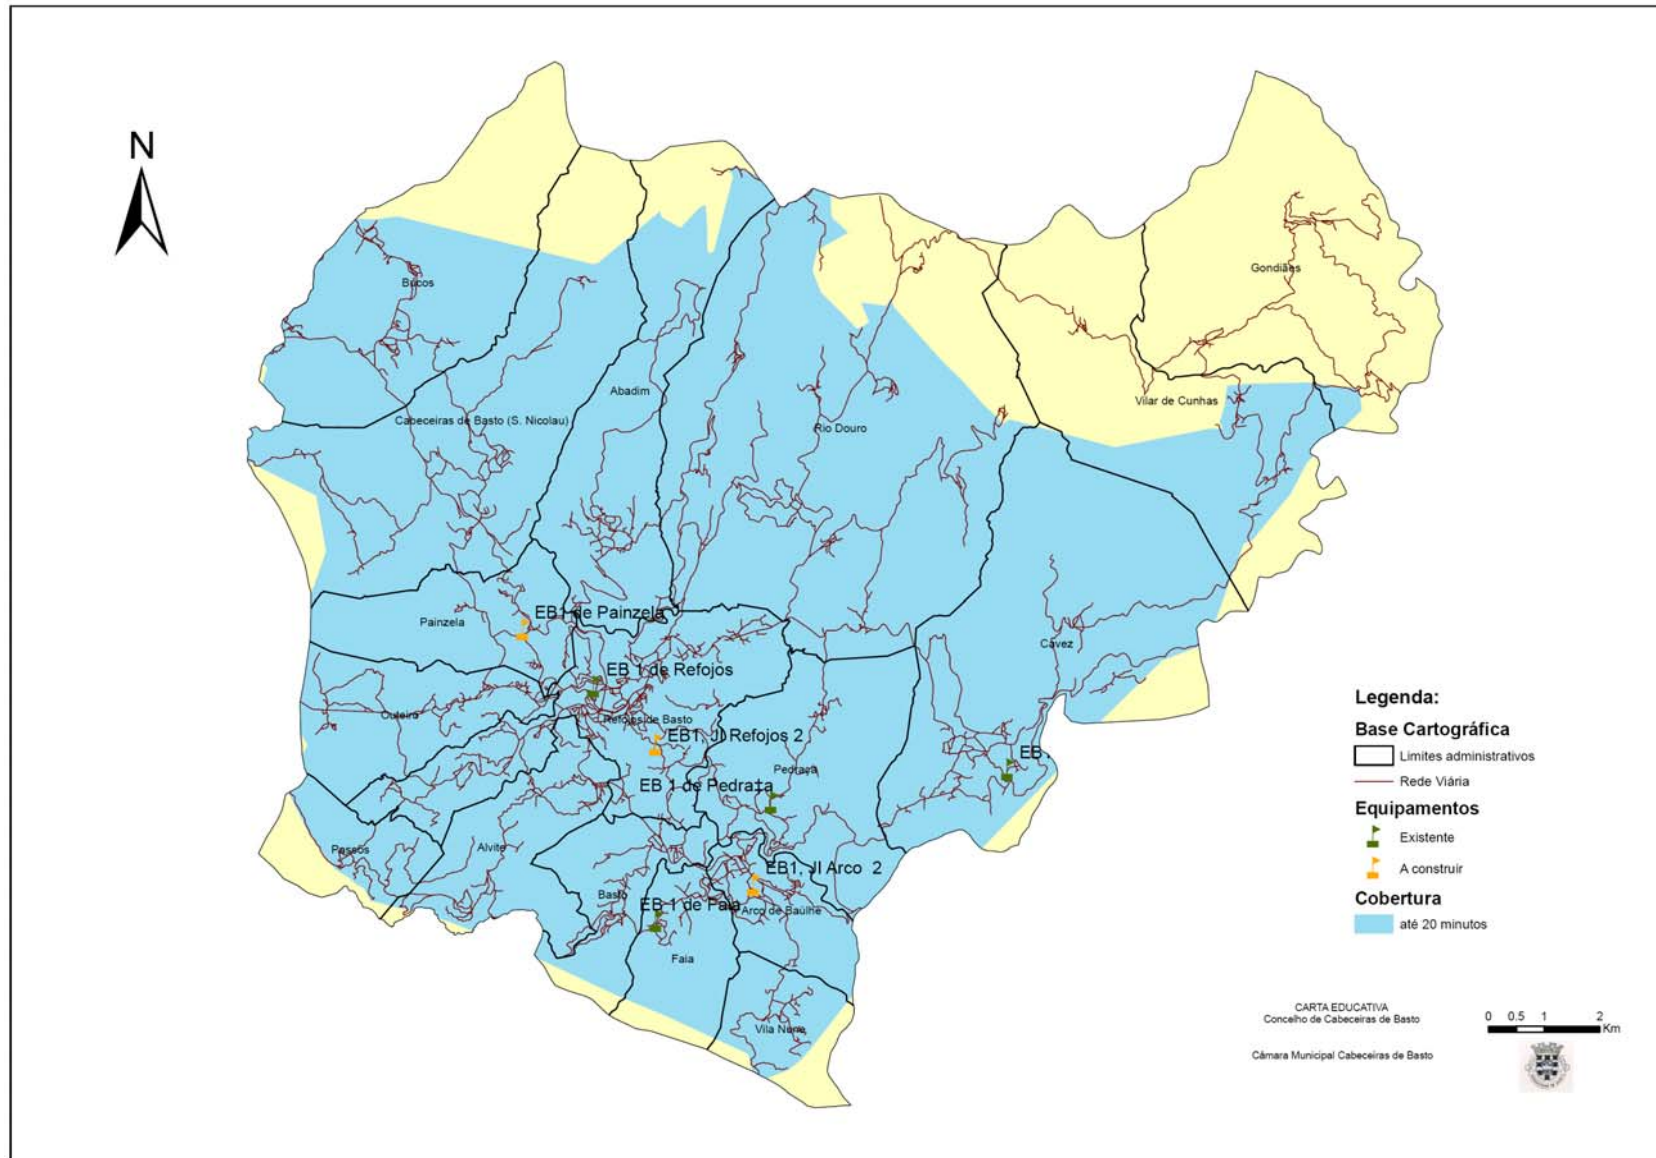 N
Bucos
Gondiães
Abadim
Vilar de Cunhas
Cabeceiras de Basto (S. Nicolau)
Rio Douro
EB1 de Painzela
Painzela
Cavez
EB 1 de Refojos
Outeiro
Refojos de Basto
EB1, JI Refojos 2
EB
Pedraça
EB 1 de Pedra‡a
Passos
Alvite
EB1, JI Arco 2
Basto
EB 1 de Faia
Arco de Baúlhe
Faia
Vila Nune
Legenda:
Base Cartográfica
Limites administrativos
Rede Viária
Equipamentos
Existente
A construir
Cobertura
até 20 minutos
CARTA EDUCATIVA
Concelho de Cabeceiras de Basto
Câmara Municipal Cabeceiras de Basto
0 0.5 1 2
Km